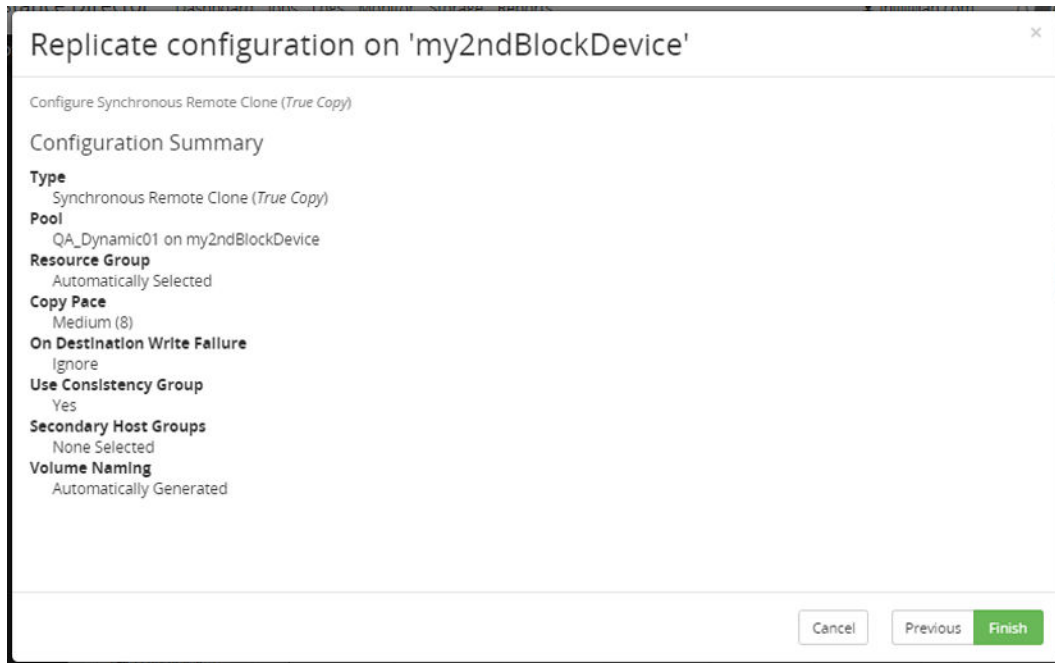 Replicate configuration on 'my2ndBlockDevice'
×
Configure Synchronous Remote Clone (True Copy)
Configuration Summary
Type
Synchronous Remote Clone (True Copy)
Pool
QA_Dynamic01 on my2ndBlockDevice
Resource Group
Automatically Selected
Copy Pace
Medium (8)
On Destination Write Failure
Ignore
Use Consistency Group
Yes
Secondary Host Groups
None Selected
Volume Naming
Automatically Generated
Cancel Previous Finish